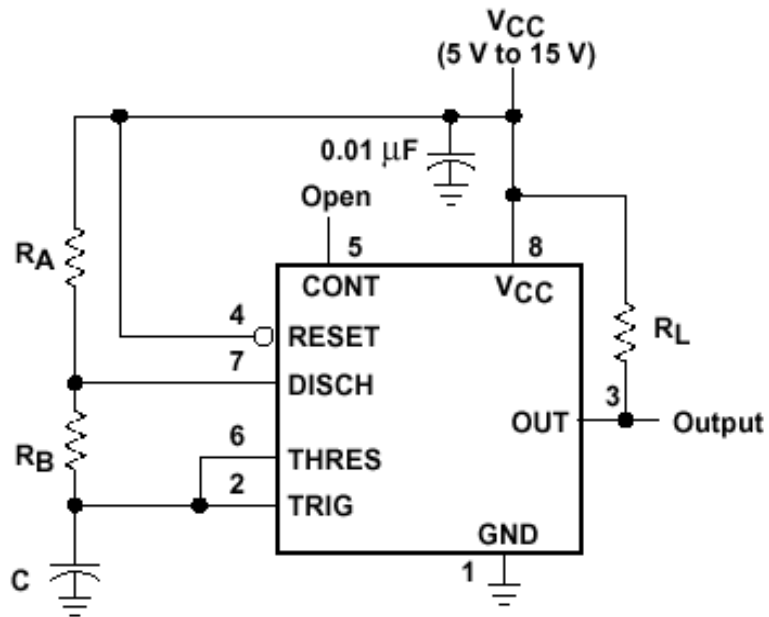 VCC
(5 V to 15 V)
0.01 μF
Open
RA
5
8
CONT
VCC
4
RESET
RL
7
DISCH
3
OUT
Output
6
RB
THRES
2
TRIG
GND
1
C